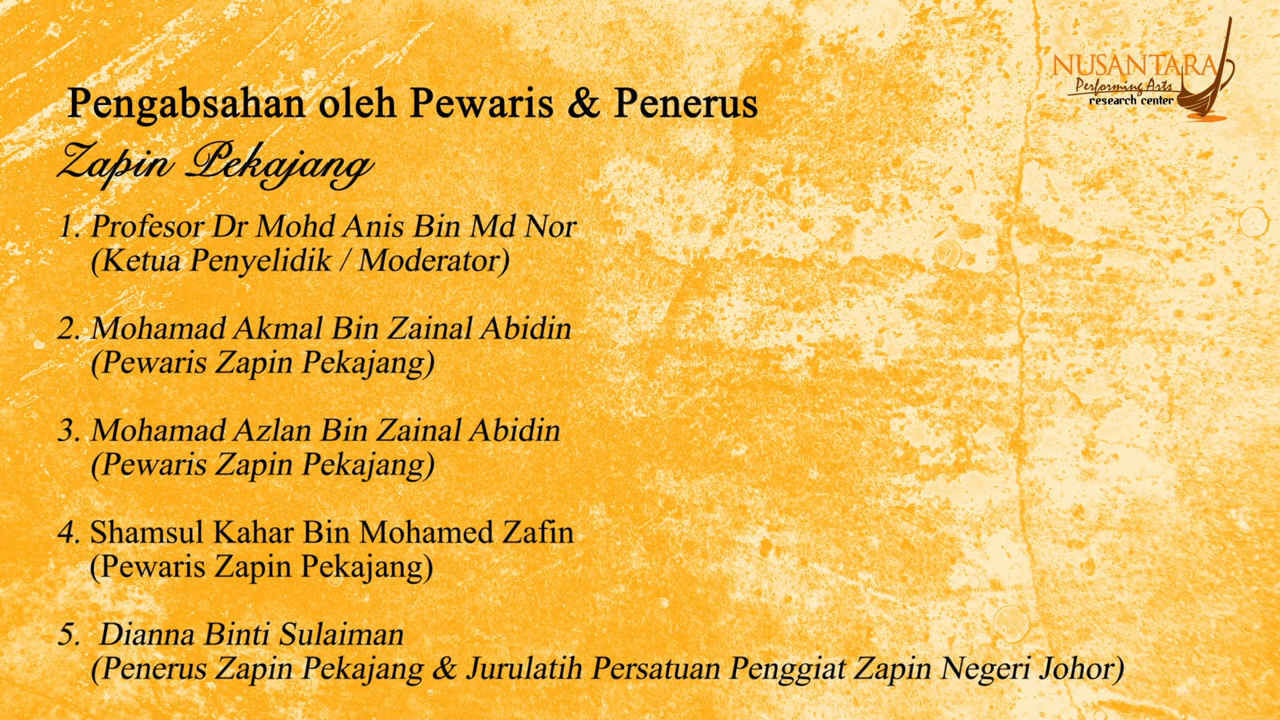 NUSANTARA
Performing Arts
research center
Pengabsahan oleh Pewaris & Penerus
Zapin Pekajang
1. Profesor Dr Mohd Anis Bin Md Nor
(Ketua Penyelidik / Moderator)
2. Mohamad Akmal Bin Zainal Abidin
(Pewaris Zapin Pekajang)
3. Mohamad Azlan Bin Zainal Abidin
(Pewaris Zapin Pekajang)
4. Shamsul Kahar Bin Mohamed Zafin
(Pewaris Zapin Pekajang)
5. Dianna Binti Sulaiman
(Penerus Zapin Pekajang & Jurulatih Persatuan Penggiat Zapin Negeri Johor)